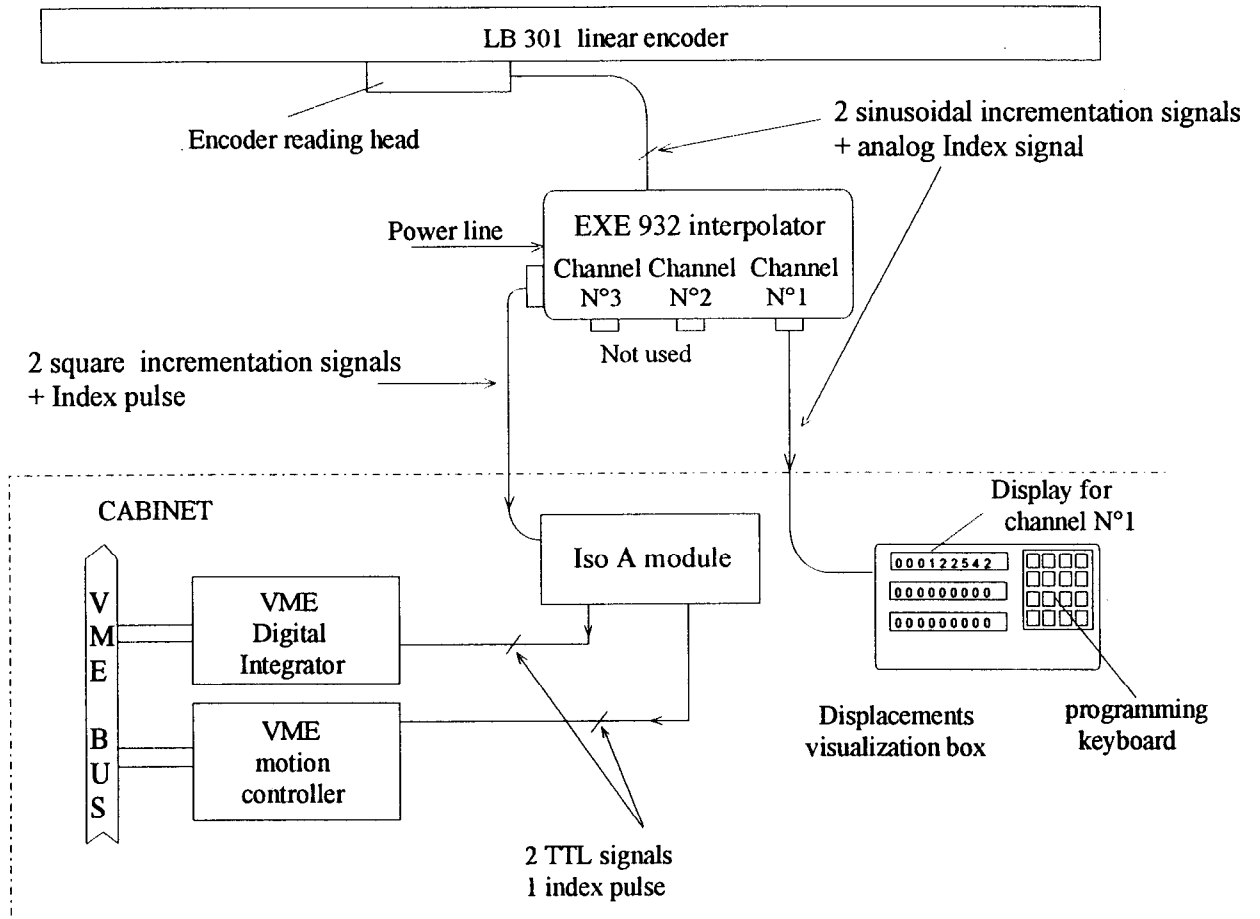 LB 301 linear encoder
Encoder reading head
2 sinusoidal incrementation signals
+ analog Index signal
Power line
EXE 932 interpolator
Channel Channel Channel
N°3 N°2 N°1
Not used
2 square incrementation signals
+ Index pulse
CABINET
Iso A module
Display for
channel N°1
000122542
000000000
000000000
VME
Digital
Integrator
VME BUS
VME
motion
controller
Displacements
visualization box
programming
keyboard
2 TTL signals
1 index pulse